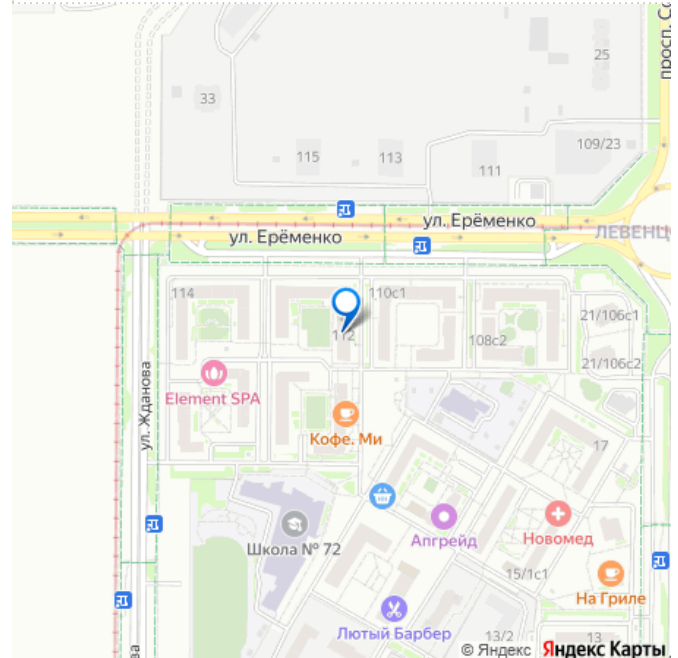 просп. Со
25
33
109/23
115
113
111
ул. Ерёменко
ул. Ерёменко
ЛЕВЕНЦ
114
110с1
112
108с2
21/106с1
21/106с2
ул. Жданова
Element SPA
Кофе. Ми
17
Школа № 72
Апгрейд
Новомед
15/1с1
На Гриле
Лютый Барбер
13/2
13
ва
© Яндекс Яндекс Карты